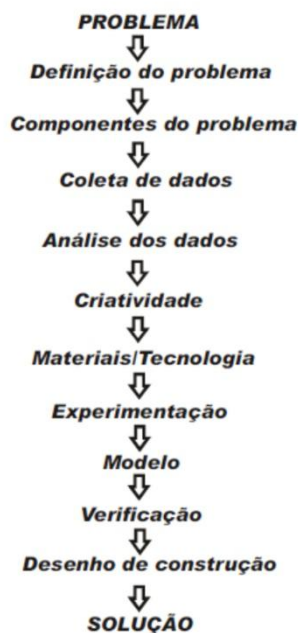 PROBLEMA
Definição do problema
Componentes do problema
Coleta de dados
Análise dos dados
Criatividade
Materiais/Tecnologia
Experimentação
Modelo
Verificação
Desenho de construção
SOLUÇÃO